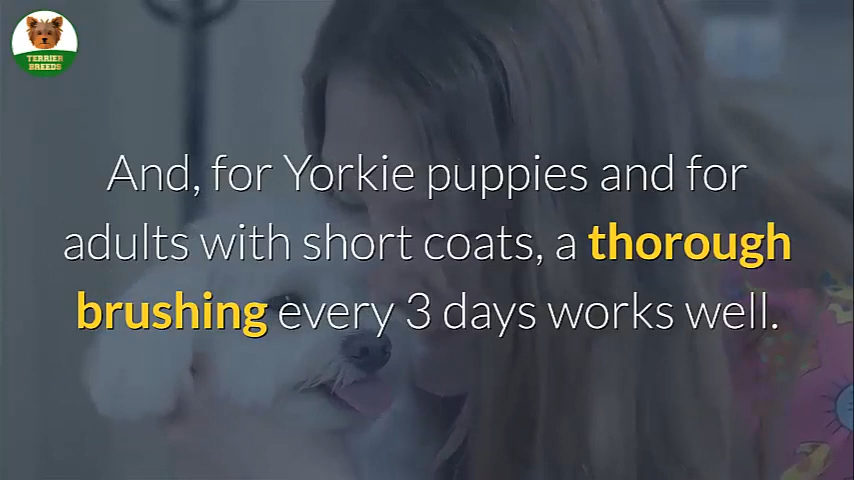 TERRIER
BREEDS
And, for Yorkie puppies and for
adults with short coats, a thorough
brushing every 3 days works well.